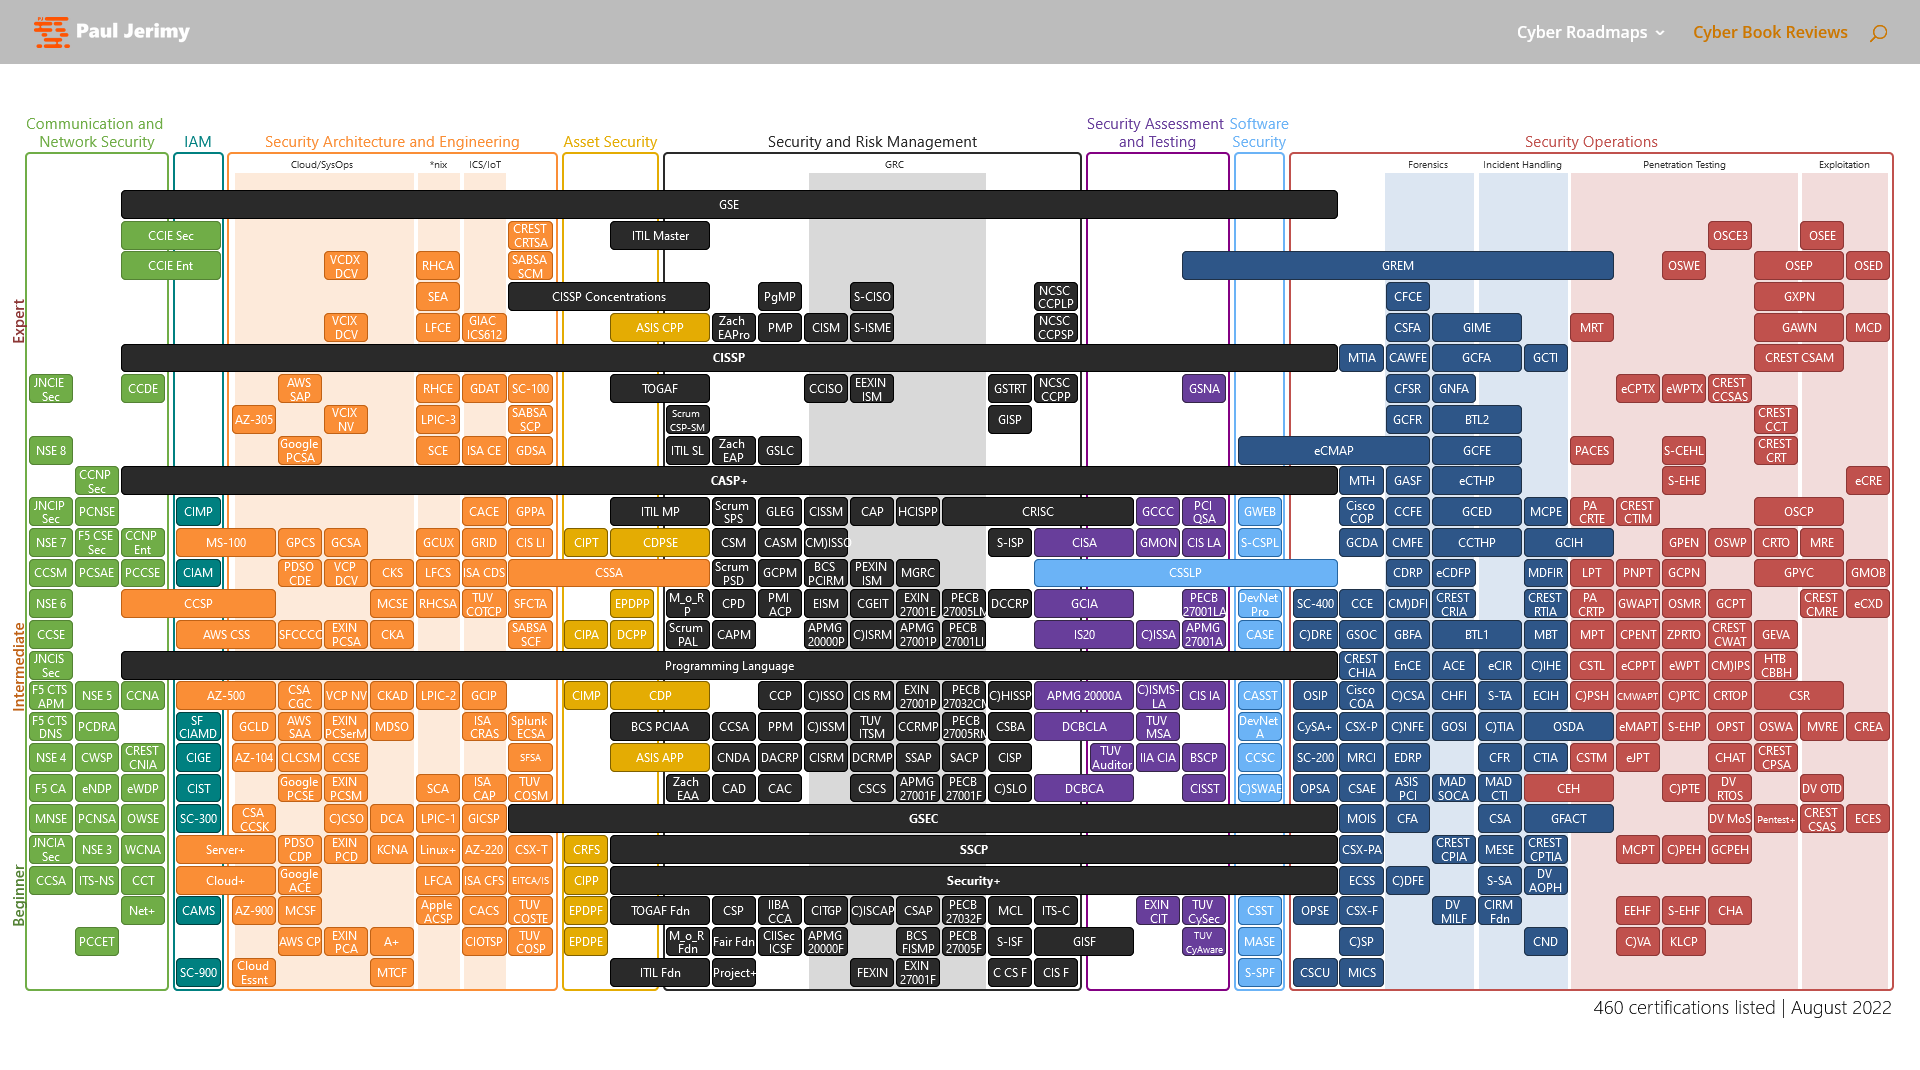 Paul Jerimy
Cyber Roadmaps
Cyber Book Reviews
Communication and
Network Security
IAM
Security Architecture and Engineering
Asset Security
Security and Risk Management
Security Assessment
and Testing
Software
Security
Security Operations
Cloud/SysOps
*nix
ICS/IoT
GRC
Forensics
Incident Handling
Penetration Testing
Exploitation
Expert
Intermediate
Beginner
GSE
CCIE Sec
CREST
CRTSA
ITIL Master
OSCE3
OSEE
CCIE Ent
VCDX
DCV
RHCA
SABSA
SCM
GREM
OSWE
OSEP
OSED
SEA
CISSP Concentrations
PgMP
S-CISO
NCSC
CCPLP
CFCE
GXPN
VCIX
DCV
LFCE
GIAC
ICS612
ASIS CPP
Zach
EAPro
PMP
CISM
S-ISME
NCSC
CCPSP
CSFA
GIME
MRT
GAWN
MCD
CISSP
MTIA
CAWFE
GCFA
GCTI
CREST CSAM
JNCIE
Sec
CCDE
AWS
SAP
RHCE
GDAT
SC-100
TOGAF
CCISO
EEXIN
ISM
GSTRT
NCSC
CCPP
GSNA
CFSR
GNFA
eCPTX
eWPTX
CREST
CCSAS
AZ-305
VCIX
NV
LPIC-3
SABSA
SCP
Scrum
CSP-SM
GISP
GCFR
BTL2
CREST
CCT
NSE 8
Google
PCSA
SCE
ISA CE
GDSA
ITIL SL
Zach
EAP
GSLC
eCMAP
GCFE
PACES
S-CEHL
CREST
CRT
CCNP
Sec
CASP+
MTH
GASF
eCTHP
S-EHE
eCRE
JNCIP
Sec
PCNSE
CIMP
CACE
GPPA
ITIL MP
Scrum
SPS
GLEG
CISSM
CAP
HCISPP
CRISC
GCCC
PCI
QSA
GWEB
Cisco
COP
CCFE
GCED
MCPE
PA
CRTE
CREST
CTIM
OSCP
NSE 7
F5 CSE
Sec
CCNP
Ent
MS-100
GPCS
GCSA
GCUX
GRID
CIS LI
CIPT
CDPSE
CSM
CASM
CM)ISSO
S-ISP
CISA
GMON
CIS LA
S-CSPL
GCDA
CMFE
CCTHP
GCIH
GPEN
OSWP
CRTO
MRE
CCSM
PCSAE
PCCSE
CIAM
PDSO
CDE
VCP
DCV
CKS
LFCS
ISA CDS
CSSA
Scrum
PSD
GCPM
BCS
PCIRM
PEXIN
ISM
MGRC
CSSLP
CDRP
eCDFP
MDFIR
LPT
PNPT
GCPN
GPYC
GMOB
NSE 6
CCSP
MCSE
RHCSA
TUV
COTCP
SFCTA
EPDPP
M_o_R
P
CPD
PMI
ACP
EISM
CGEIT
EXIN
27001E
PECB
27005LM
DCCRP
GCIA
PECB
27001LA
DevNet
Pro
SC-400
CCE
CM)DFI
CREST
CRIA
CREST
RTIA
PA
CRTP
GWAPT
OSMR
GCPT
CREST
CMRE
eCXD
CCSE
AWS CSS
SFCCCC
EXIN
PCSA
CKA
SABSA
SCF
CIPA
DCPP
Scrum
PAL
CAPM
APMG
20000P
C)ISRM
APMG
27001P
PECB
27001LI
IS20
C)ISSA
APMG
27001A
CASE
C)DRE
GSOC
GBFA
BTL1
MBT
MPT
CPENT
ZPRTO
CREST
CWAT
GEVA
JNCIS
Sec
Programming Language
CREST
CHIA
EnCE
ACE
eCIR
C)IHE
CSTL
eCPPT
eWPT
CM)IPS
HTB
CBBH
F5 CTS
APM
NSE 5
CCNA
AZ-500
CSA
CGC
VCP NV
CKAD
LPIC-2
GCIP
CIMP
CDP
CCP
C)ISSO
CIS RM
EXIN
27001P
PECB
27032CM
C)HISSP
APMG 20000A
C)ISMS-
LA
CIS IA
CASST
OSIP
Cisco
COA
C)CSA
CHFI
S-TA
ECIH
C)PSH
CMWAPT
C)PTC
CRTOP
CSR
F5 CTS
DNS
PCDRA
SF
CIAMD
GCLD
AWS
SAA
EXIN
PCSerM
MDSO
ISA
CRAS
Splunk
ECSA
BCS PCIAA
CCSA
PPM
C)ISSM
TUV
ITSM
CCRMP
PECB
27005RM
CSBA
DCBCLA
TUV
MSA
DevNet
A
CySA+
CSX-P
C)NFE
GOSI
C)TIA
OSDA
eMAPT
S-EHP
OPST
OSWA
MVRE
CREA
NSE 4
CWSP
CREST
CNIA
CIGE
AZ-104
CLCSM
CCSE
SFSA
ASIS APP
CNDA
DACRP
CISRM
DCRMP
SSAP
SACP
CISP
TUV
Auditor
IIA CIA
BSCP
CCSC
SC-200
MRCI
EDRP
CFR
CTIA
CSTM
eJPT
CHAT
CREST
CPSA
F5 CA
eNDP
eWDP
CIST
Google
PCSE
EXIN
PCSM
SCA
ISA
CAP
TUV
COSM
Zach
EAA
CAD
CAC
CSCS
APMG
27001F
PECB
27001F
C)SLO
DCBCA
CISST
C)SWAE
OPSA
CSAE
ASIS
PCI
MAD
SOCA
MAD
CTI
CEH
C)PTE
DV
RTOS
DV OTD
MNSE
PCNSA
OWSE
SC-300
CSA
CCSK
C)CSO
DCA
LPIC-1
GICSP
GSEC
MOIS
CFA
CSA
GFACT
DV MoS
Pentest+
CREST
CSAS
ECES
JNCIA
Sec
NSE 3
WCNA
Server+
PDSO
CDP
EXIN
PCD
KCNA
Linux+
AZ-220
CSX-T
CRFS
SSCP
CSX-PA
CREST
CPIA
MESE
CREST
CPTIA
MCPT
C)PEH
GCPEH
CCSA
ITS-NS
CCT
Cloud+
Google
ACE
LFCA
ISA CFS
EITCA/IS
CIPP
Security+
ECSS
C)DFE
S-SA
DV
AOPH
Net+
CAMS
AZ-900
MCSF
Apple
ACSP
CACS
TUV
COSTE
EPDPF
TOGAF Fdn
CSP
IIBA
CCA
CITGP
C)ISCAP
CSAP
PECB
27032F
MCL
ITS-C
EXIN
CIT
TUV
CySec
CSST
OPSE
CSX-F
DV
MILF
CIRM
Fdn
EEHF
S-EHF
CHA
PCCET
AWS CP
EXIN
PCA
A+
CIOTSP
TUV
COSP
EPDPE
M_o_R
Fdn
Fair Fdn
CIISec
ICSF
APMG
20000F
BCS
FISMP
PECB
27005F
S-ISF
GISF
TUV
CyAware
MASE
C)SP
CND
C)VA
KLCP
SC-900
Cloud
Essnt
MTCF
ITIL Fdn
Project+
FEXIN
EXIN
27001F
C CS F
CIS F
S-SPF
CSCU
MICS
460 certifications listed | August 2022